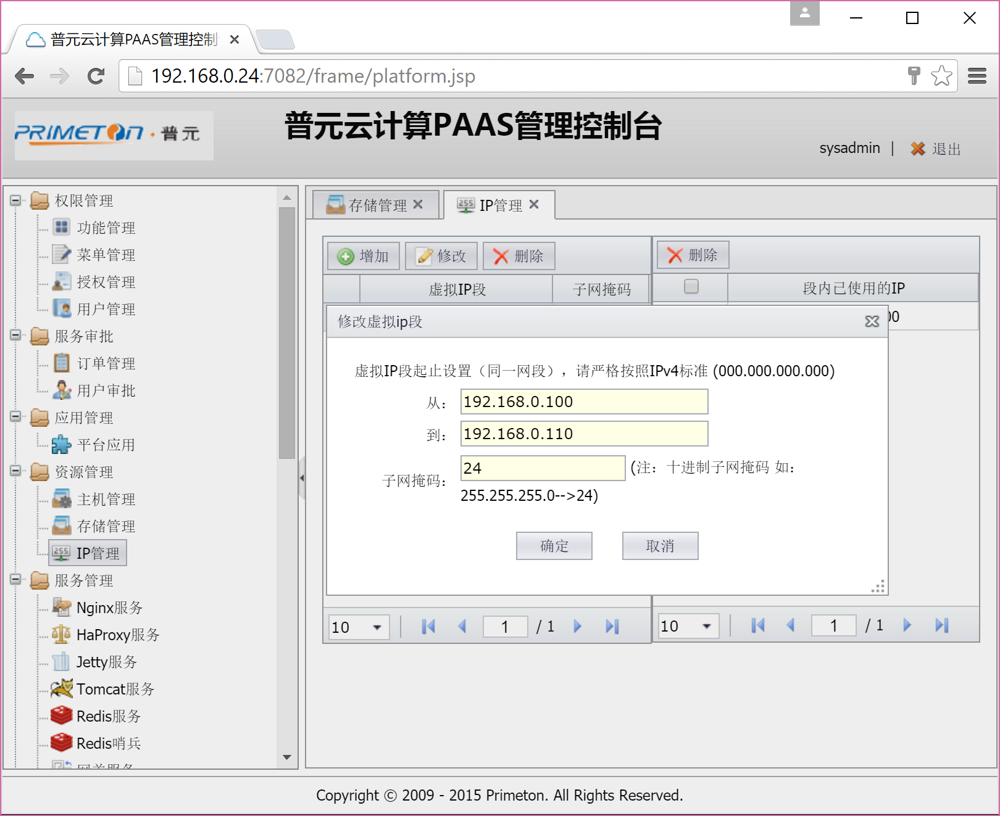 普元云计算PAAS管理控制
192.168.0.24:7082/frame/platform.jsp
PRIMETON·普元
普元云计算PAAS管理控制台
sysadmin | 退出
权限管理
功能管理
菜单管理
授权管理
用户管理
服务审批
订单管理
用户审批
应用管理
平台应用
资源管理
主机管理
存储管理
255 IP管理
服务管理
Nginx服务
HaProxy服务
Jetty服务
Tomcat服务
Redis服务
Redis哨兵
存储管理
255 IP管理
增加 修改 删除
虚拟IP段 子网掩码
删除
段内已使用的IP
00
修改虚拟ip段
虚拟IP段起止设置（同一网段），请严格按照IPv4标准 (000.000.000.000)
从： 192.168.0.100
到： 192.168.0.110
子网掩码： 24 (注：十进制子网掩码 如：
255.255.255.0-->24)
确定 取消
10 1 / 1
10 1 / 1
Copyright © 2009 - 2015 Primeton. All Rights Reserved.